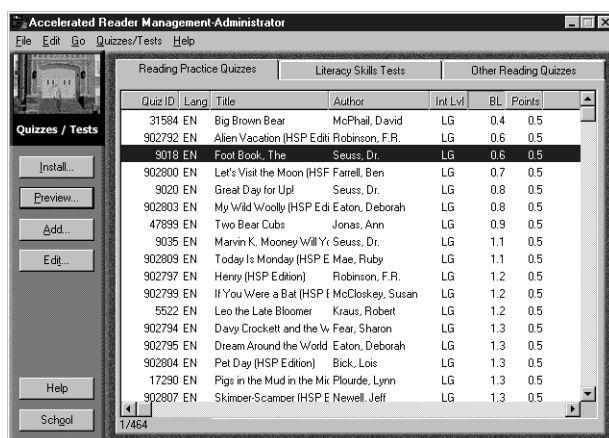 Accelerated Reader Management-Administrator
File Edit Go Quizzes/Tests Help
Reading Practice Quizzes Literacy Skills Tests Other Reading Quizzes
Quizzes / Tests
Install...
Preview...
Add...
Edit...
Help
School
Quiz ID Lang Title Author Int Lvl BL Points
31584 EN Big Brown Bear McPhail, David LG 0.4 0.5
902792 EN Alien Vacation (HSP Editi Robinson, F.R. LG 0.6 0.5
9018 EN Foot Book, The Seuss, Dr. LG 0.6 0.5
902800 EN Let's Visit the Moon (HSF Farrell, Ben LG 0.7 0.5
9020 EN Great Day for Up! Seuss, Dr. LG 0.8 0.5
902803 EN My Wild Woolly (HSP Edi Eaton, Deborah LG 0.8 0.5
47899 EN Two Bear Cubs Jonas, Ann LG 0.9 0.5
9035 EN Marvin K. Mooney Will Yo Seuss, Dr. LG 1.1 0.5
902809 EN Today Is Monday (HSP E Mae, Ruby LG 1.1 0.5
902797 EN Henry (HSP Edition) Robinson, F.R. LG 1.2 0.5
902799 EN If You Were a Bat (HSP E McCloskey, Susan LG 1.2 0.5
5522 EN Leo the Late Bloomer Kraus, Robert LG 1.2 0.5
902794 EN Davy Crockett and the W Fear, Sharon LG 1.3 0.5
902795 EN Dream Around the World Eaton, Deborah LG 1.3 0.5
902804 EN Pet Day (HSP Edition) Bick, Lois LG 1.3 0.5
17290 EN Pigs in the Mud in the Mic Plourde, Lynn LG 1.3 0.5
902807 EN Skimper-Scamper (HSP E Newell, Jeff LG 1.3 0.5
1/464